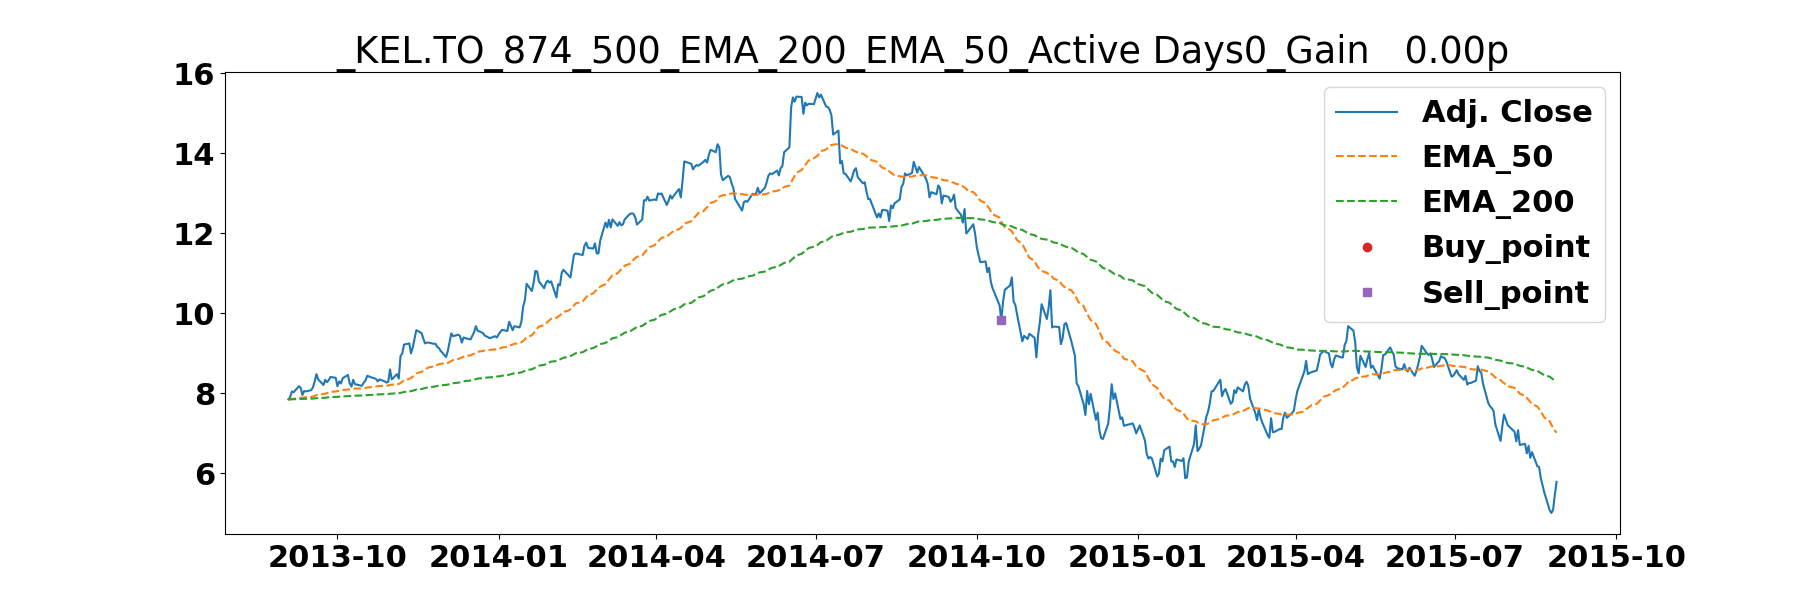 _KEL.TO_874_500_EMA_200_EMA_50_Active Days0_Gain   0.00p
16
14
12
10
8
6
Adj. Close
EMA_50
EMA_200
Buy_point
Sell_point
2013-10 2014-01 2014-04 2014-07 2014-10 2015-01 2015-04 2015-07 2015-10